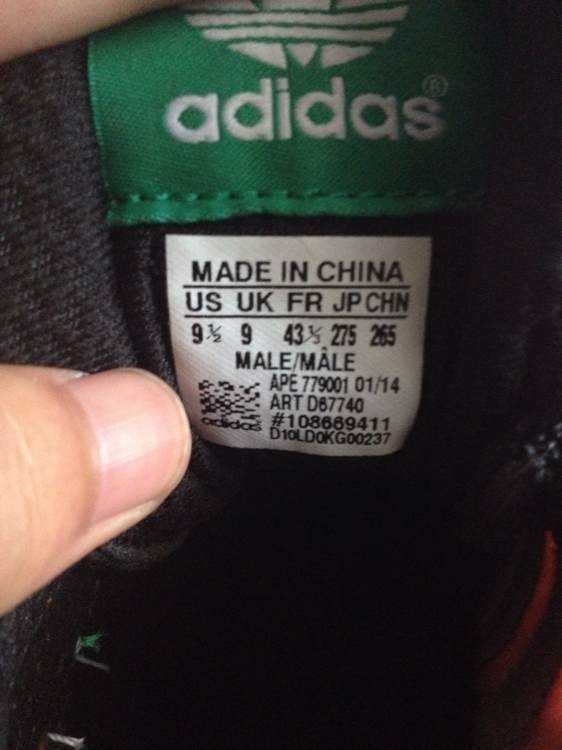 adidas®
MADE IN CHINA
US UK FR JP CHN
9½ 9 43⅓ 275 265
MALE/MÂLE
APE 779001 01/14
ART D67740
adidas #108669411
D10LD0KG00237